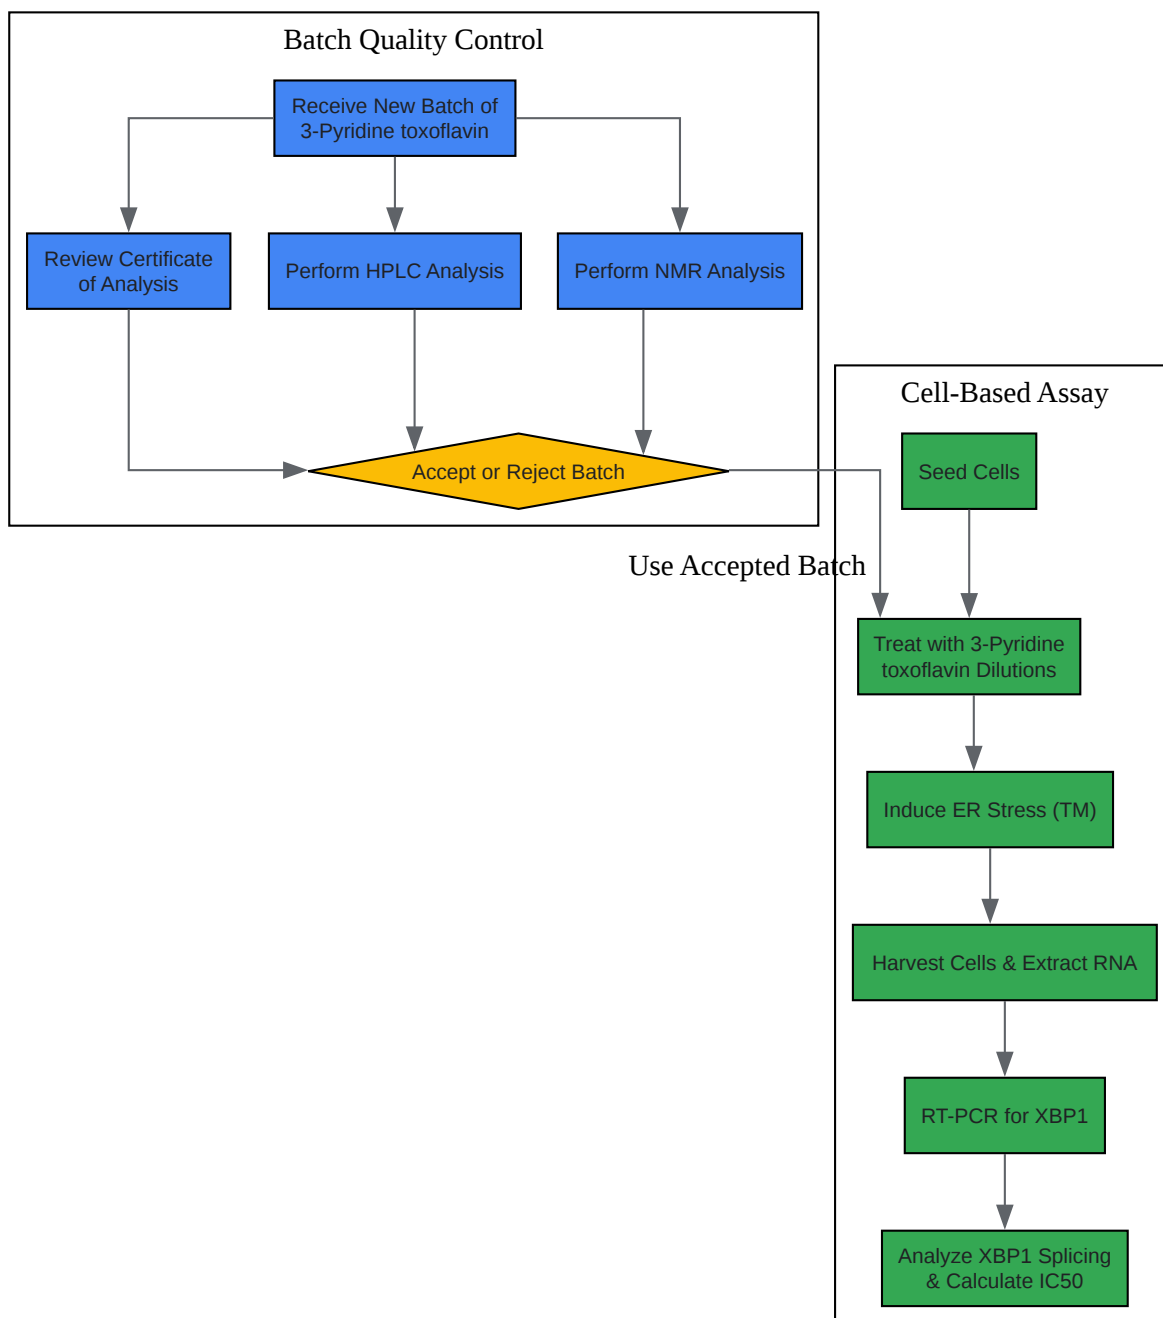 Batch Quality Control
Receive New Batch of
3-Pyridine toxoflavin
Review Certificate
of Analysis
Perform HPLC Analysis
Perform NMR Analysis
Accept or Reject Batch
Use Accepted Batch
Cell-Based Assay
Seed Cells
Treat with 3-Pyridine
toxoflavin Dilutions
Induce ER Stress (TM)
Harvest Cells & Extract RNA
RT-PCR for XBP1
Analyze XBP1 Splicing
& Calculate IC50